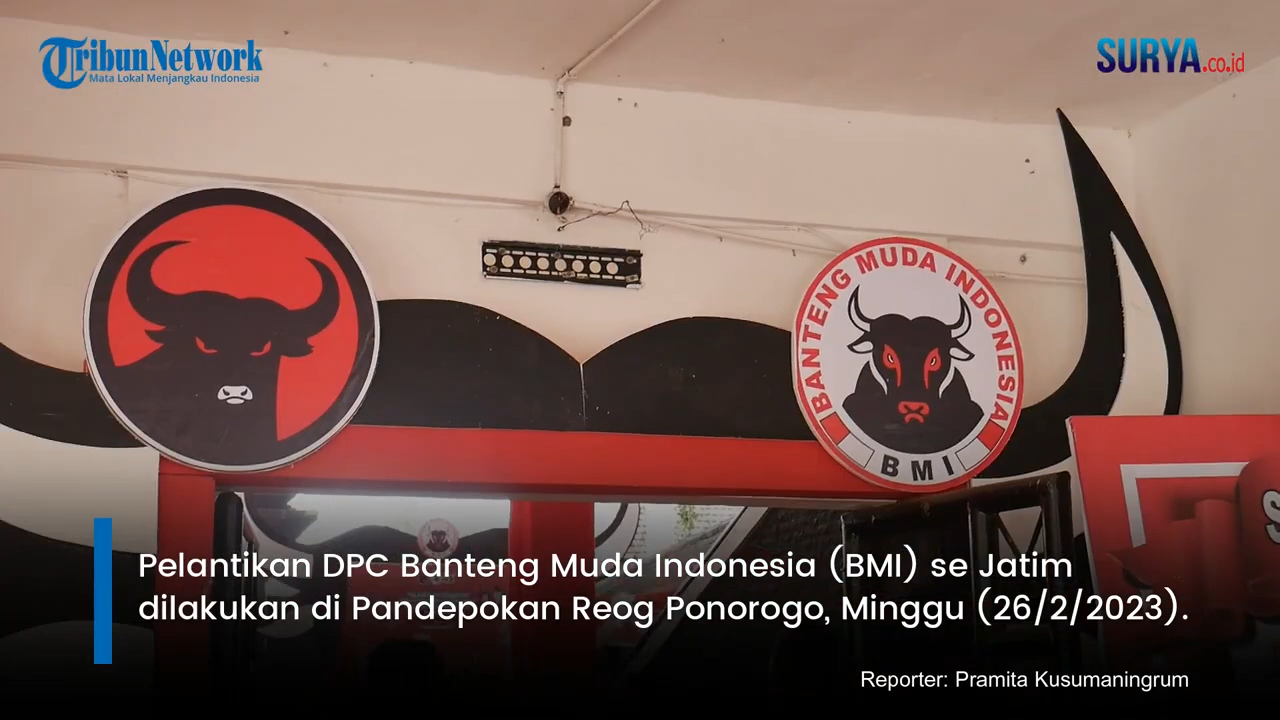 TribunNetwork
Mata Lokal Menjangkau Indonesia
SURYA.co.id
BANTENG MUDA INDONESIA
BMI
Pelantikan DPC Banteng Muda Indonesia (BMI) se Jatim
dilakukan di Pandepokan Reog Ponorogo, Minggu (26/2/2023).
Reporter: Pramita Kusumaningrum